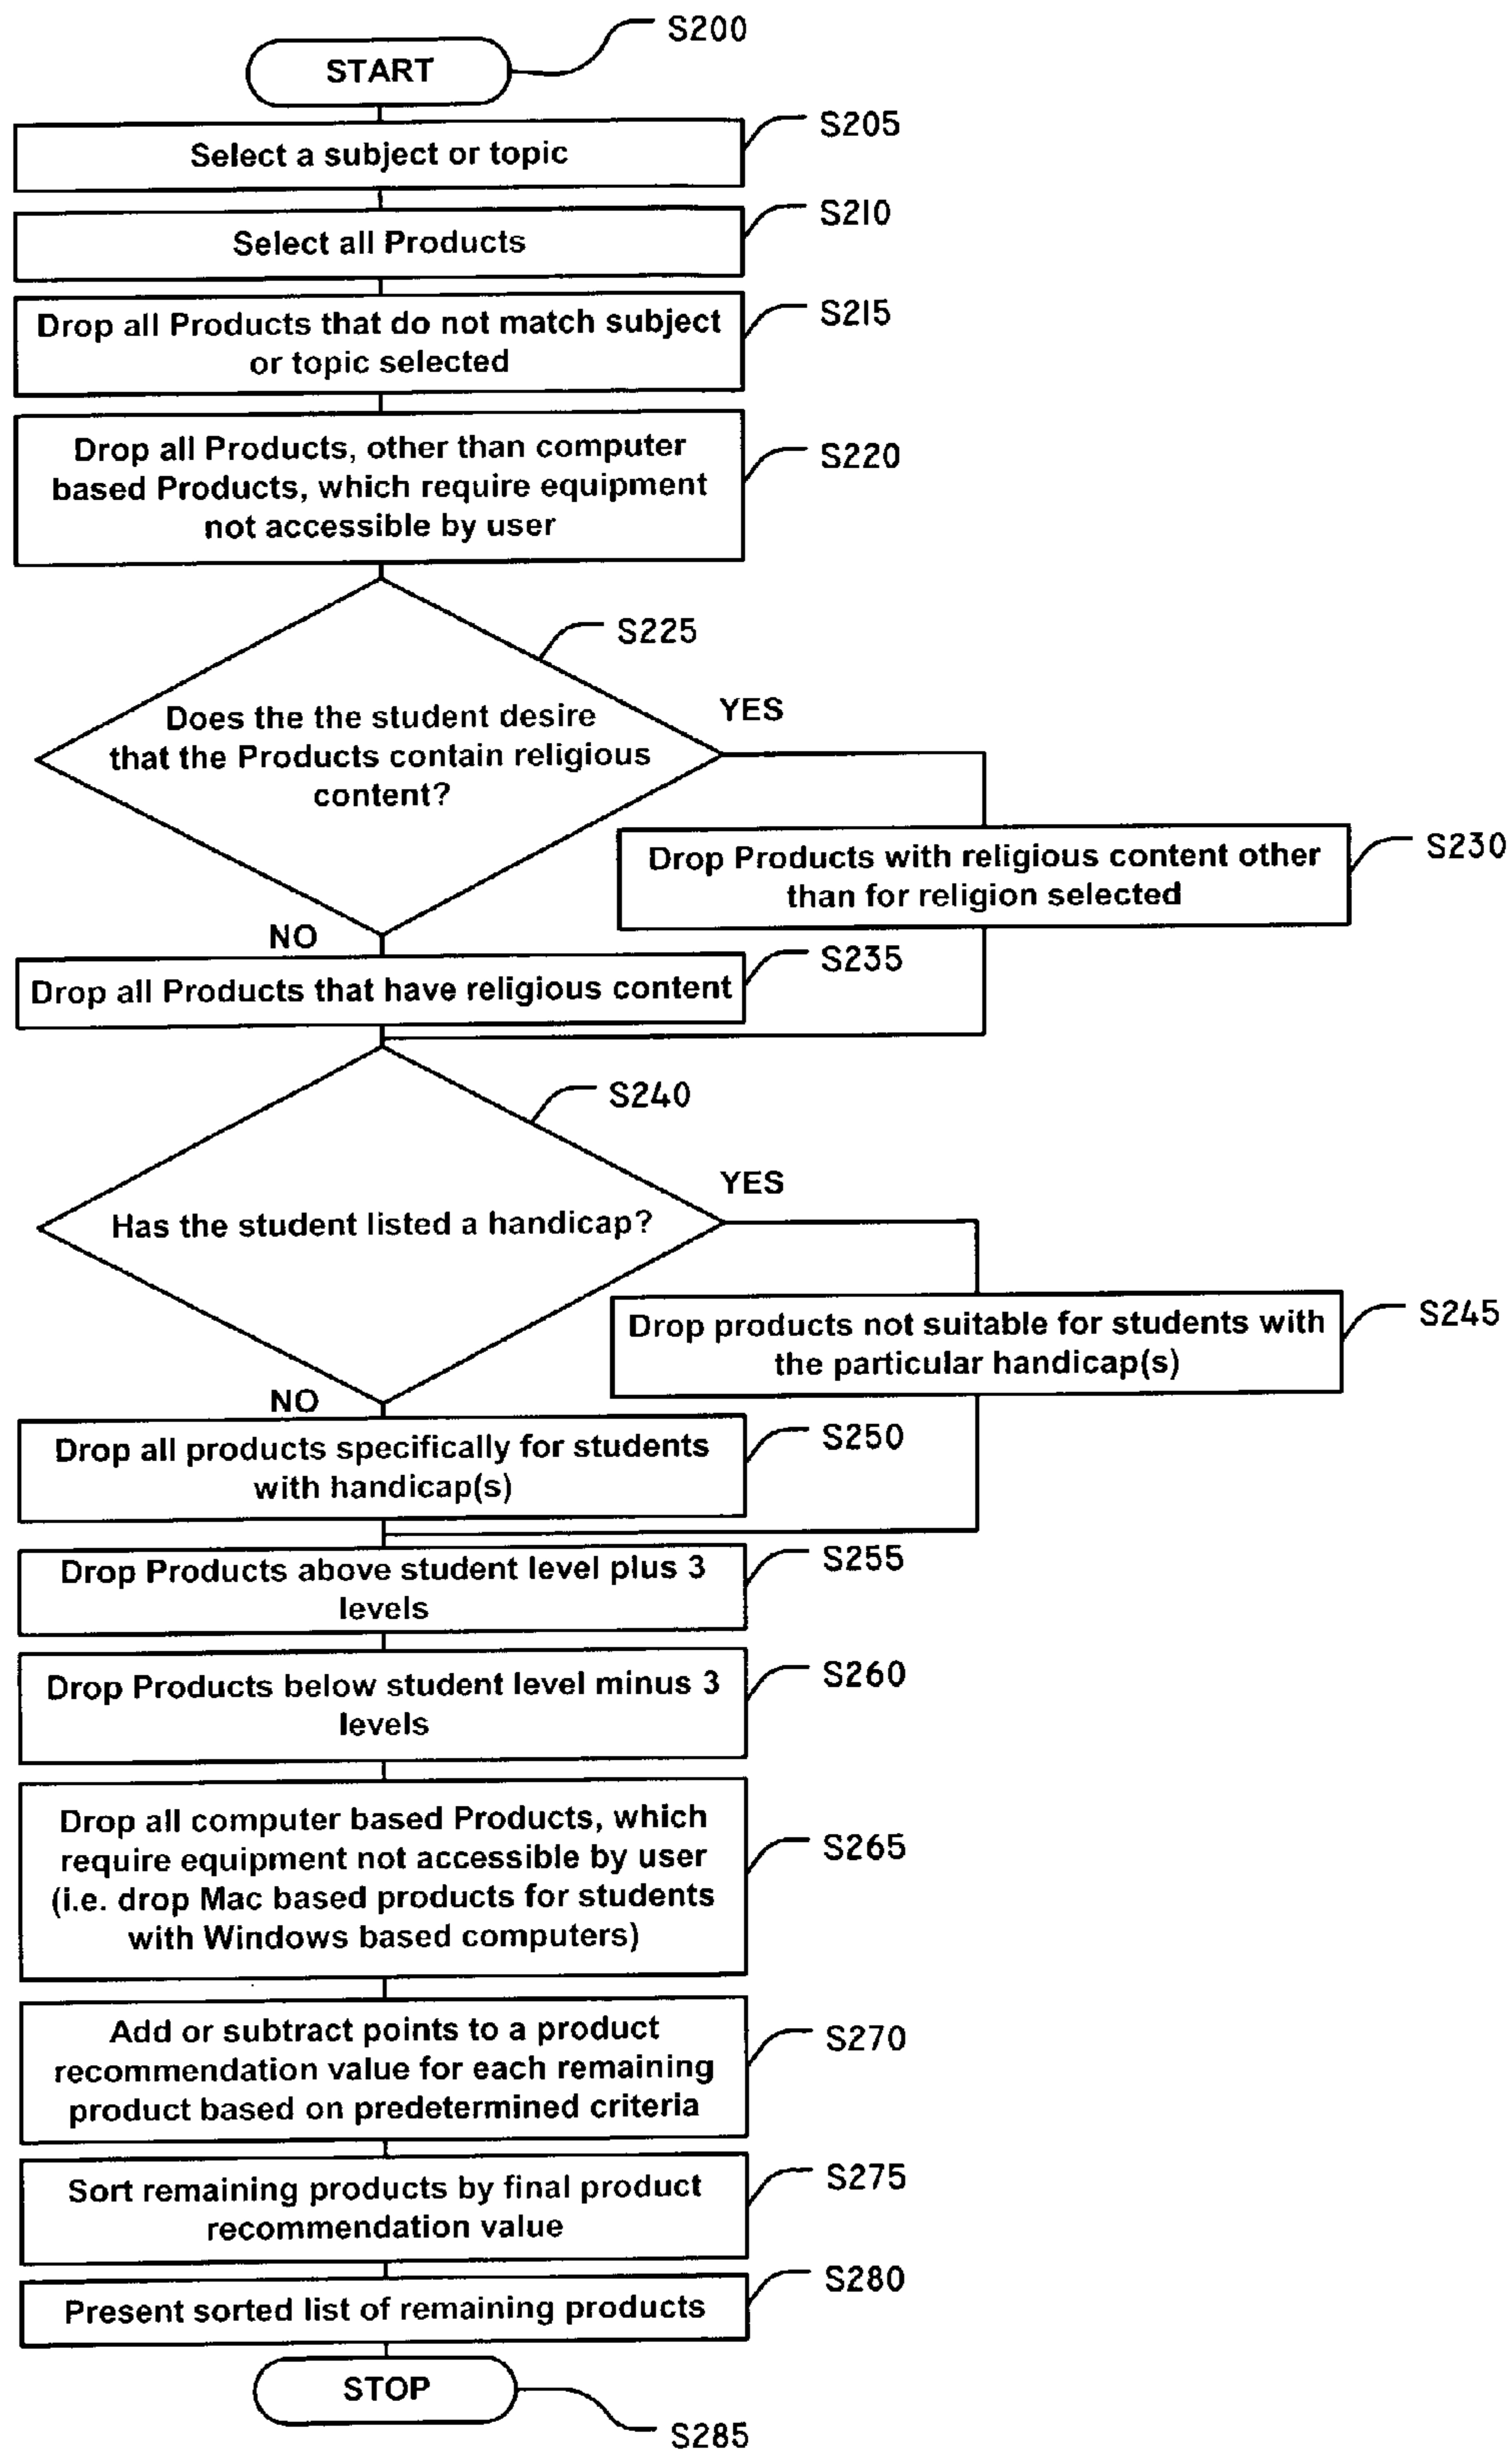 S200
START
S205
Select a subject or topic
S210
Select all Products
S215
Drop all Products that do not match subject
or topic selected
S220
Drop all Products, other than computer
based Products, which require equipment
not accessible by user
S225
Does the the student desire
that the Products contain religious
content?
YES
S230
Drop Products with religious content other
than for religion selected
NO
S235
Drop all Products that have religious content
S240
Has the student listed a handicap?
YES
S245
Drop products not suitable for students with
the particular handicap(s)
NO
S250
Drop all products specifically for students
with handicap(s)
S255
Drop Products above student level plus 3
levels
S260
Drop Products below student level minus 3
levels
S265
Drop all computer based Products, which
require equipment not accessible by user
(i.e. drop Mac based products for students
with Windows based computers)
S270
Add or subtract points to a product
recommendation value for each remaining
product based on predetermined criteria
S275
Sort remaining products by final product
recommendation value
S280
Present sorted list of remaining products
STOP
S285